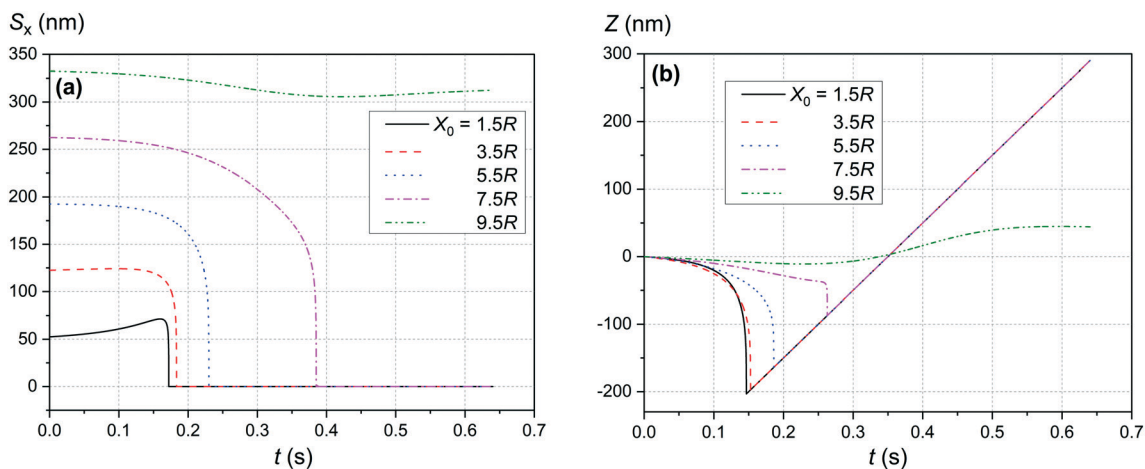 Sx (nm)
350
300
250
200
150
100
50
0
(a)
X0 = 1.5R
3.5R
5.5R
7.5R
9.5R
0.0 0.1 0.2 0.3 0.4 0.5 0.6 0.7
t (s)
Z (nm)
300
200
100
0
-100
-200
(b)
X0 = 1.5R
3.5R
5.5R
7.5R
9.5R
0.0 0.1 0.2 0.3 0.4 0.5 0.6 0.7
t (s)